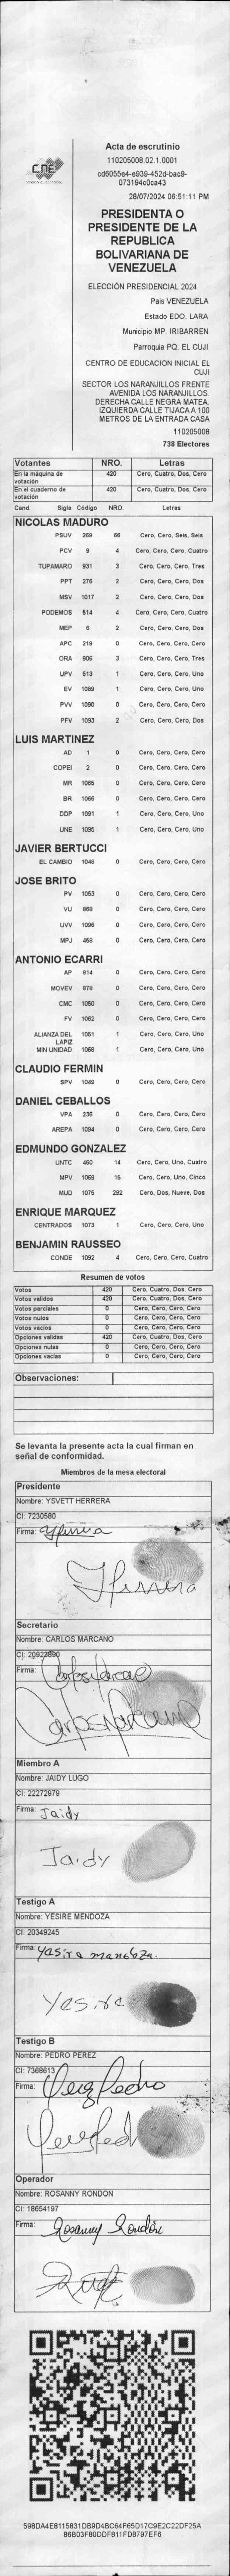 CNE
Acta de escrutinio
110205008.02.1.0001
cd6055e4-e939-452d-bac9-
073194c0ca43
28/07/2024 06:51:11 PM
PRESIDENTA O
PRESIDENTE DE LA
REPUBLICA
BOLIVARIANA DE
VENEZUELA
ELECCIÓN PRESIDENCIAL 2024
País VENEZUELA
Estado EDO. LARA
Municipio MP. IRIBARREN
Parroquia PQ. EL CUJI
CENTRO DE EDUCACION INICIAL EL
CUJI
SECTOR LOS NARANJILLOS FRENTE
AVENIDA LOS NARANJILLOS.
DERECHA CALLE NEGRA MATEA.
IZQUIERDA CALLE TIJACA A 100
METROS DE LA ENTRADA CASA
110205008
738 Electores
Votantes NRO. Letras
En la máquina de votación 420 Cero, Cuatro, Dos, Cero
En el cuaderno de votación 420 Cero, Cuatro, Dos, Cero
Cand. Sigla Código NRO. Letras
NICOLAS MADURO
PSUV 269 66 Cero, Cero, Seis, Seis
PCV 9 4 Cero, Cero, Cero, Cuatro
TUPAMARO 931 3 Cero, Cero, Cero, Tres
PPT 276 2 Cero, Cero, Cero, Dos
MSV 1017 2 Cero, Cero, Cero, Dos
PODEMOS 514 4 Cero, Cero, Cero, Cuatro
MEP 6 2 Cero, Cero, Cero, Dos
APC 219 0 Cero, Cero, Cero, Cero
ORA 906 3 Cero, Cero, Cero, Tres
UPV 513 1 Cero, Cero, Cero, Uno
EV 1089 1 Cero, Cero, Cero, Uno
PVV 1090 0 Cero, Cero, Cero, Cero
PFV 1093 2 Cero, Cero, Cero, Dos
LUIS MARTINEZ
AD 1 0 Cero, Cero, Cero, Cero
COPEI 2 0 Cero, Cero, Cero, Cero
MR 1065 0 Cero, Cero, Cero, Cero
BR 1066 0 Cero, Cero, Cero, Cero
DDP 1091 1 Cero, Cero, Cero, Uno
UNE 1095 1 Cero, Cero, Cero, Uno
JAVIER BERTUCCI
EL CAMBIO 1048 0 Cero, Cero, Cero, Cero
JOSE BRITO
PV 1053 0 Cero, Cero, Cero, Cero
VU 868 0 Cero, Cero, Cero, Cero
UVV 1096 0 Cero, Cero, Cero, Cero
MPJ 458 0 Cero, Cero, Cero, Cero
ANTONIO ECARRI
AP 814 0 Cero, Cero, Cero, Cero
MOVEV 978 0 Cero, Cero, Cero, Cero
CMC 1050 0 Cero, Cero, Cero, Cero
FV 1062 0 Cero, Cero, Cero, Cero
ALIANZA DEL LAPIZ 1051 1 Cero, Cero, Cero, Uno
MIN UNIDAD 1058 1 Cero, Cero, Cero, Uno
CLAUDIO FERMIN
SPV 1049 0 Cero, Cero, Cero, Cero
DANIEL CEBALLOS
VPA 236 0 Cero, Cero, Cero, Cero
AREPA 1094 0 Cero, Cero, Cero, Cero
EDMUNDO GONZALEZ
UNTC 460 14 Cero, Cero, Uno, Cuatro
MPV 1069 15 Cero, Cero, Uno, Cinco
MUD 1075 292 Cero, Dos, Nueve, Dos
ENRIQUE MARQUEZ
CENTRADOS 1073 1 Cero, Cero, Cero, Uno
BENJAMIN RAUSSEO
CONDE 1092 4 Cero, Cero, Cero, Cuatro
Resumen de votos
Votos 420 Cero, Cuatro, Dos, Cero
Votos validos 420 Cero, Cuatro, Dos, Cero
Votos parciales 0 Cero, Cero, Cero, Cero
Votos nulos 0 Cero, Cero, Cero, Cero
Votos vacios 0 Cero, Cero, Cero, Cero
Opciones validas 420 Cero, Cuatro, Dos, Cero
Opciones nulas 0 Cero, Cero, Cero, Cero
Opciones vacias 0 Cero, Cero, Cero, Cero
Observaciones:
Se levanta la presente acta la cual firman en
señal de conformidad.
Miembros de la mesa electoral
Presidente
Nombre: YSVETT HERRERA
CI: 7230580
Firma:
Secretario
Nombre: CARLOS MARCANO
CI: 20923890
Firma: Carlos Marcano
Carlos Marcano
Miembro A
Nombre: JAIDY LUGO
CI: 22272979
Firma: Jaidy
Jaidy
Testigo A
Nombre: YESIRE MENDOZA
CI: 20349245
Firma: Yesire mendoza.
Yesire
Testigo B
Nombre: PEDRO PEREZ
CI: 7368613
Firma: Perez Pedro
Operador
Nombre: ROSANNY RONDON
CI: 18654197
Firma: Rosanny Rondón
598DA4E8115831DB9D4BC64F65D17C9E2C22DF25A
86B03F80DDF811FD8797EF6